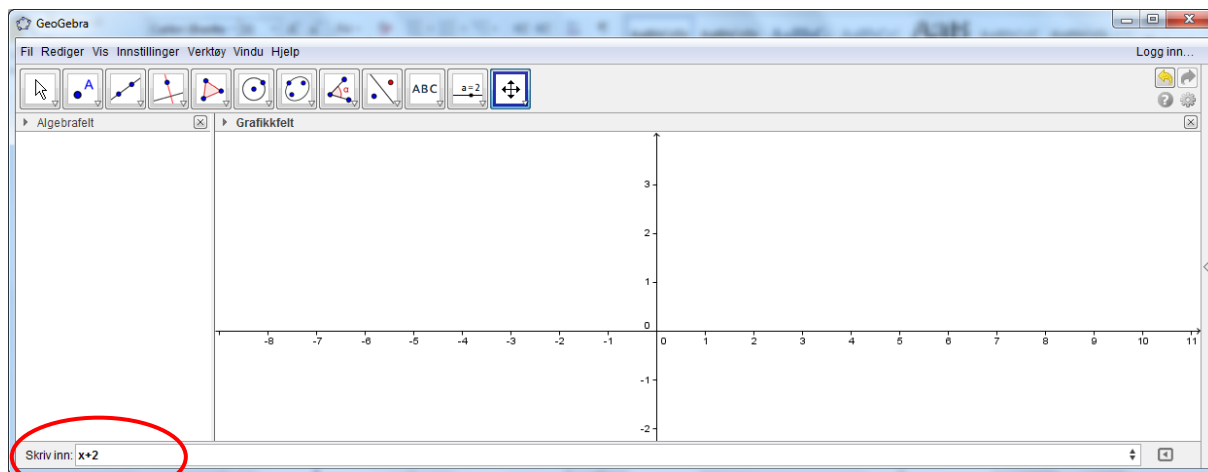 GeoGebra
Fil Rediger Vis Innstillinger Verktøy Vindu Hjelp Logg inn...
A α ABC a=2
Algebrafelt Grafikkfelt
3
2
1
0
-8 -7 -6 -5 -4 -3 -2 -1 0 1 2 3 4 5 6 7 8 9 10 11
-1
-2
Skriv inn: x+2